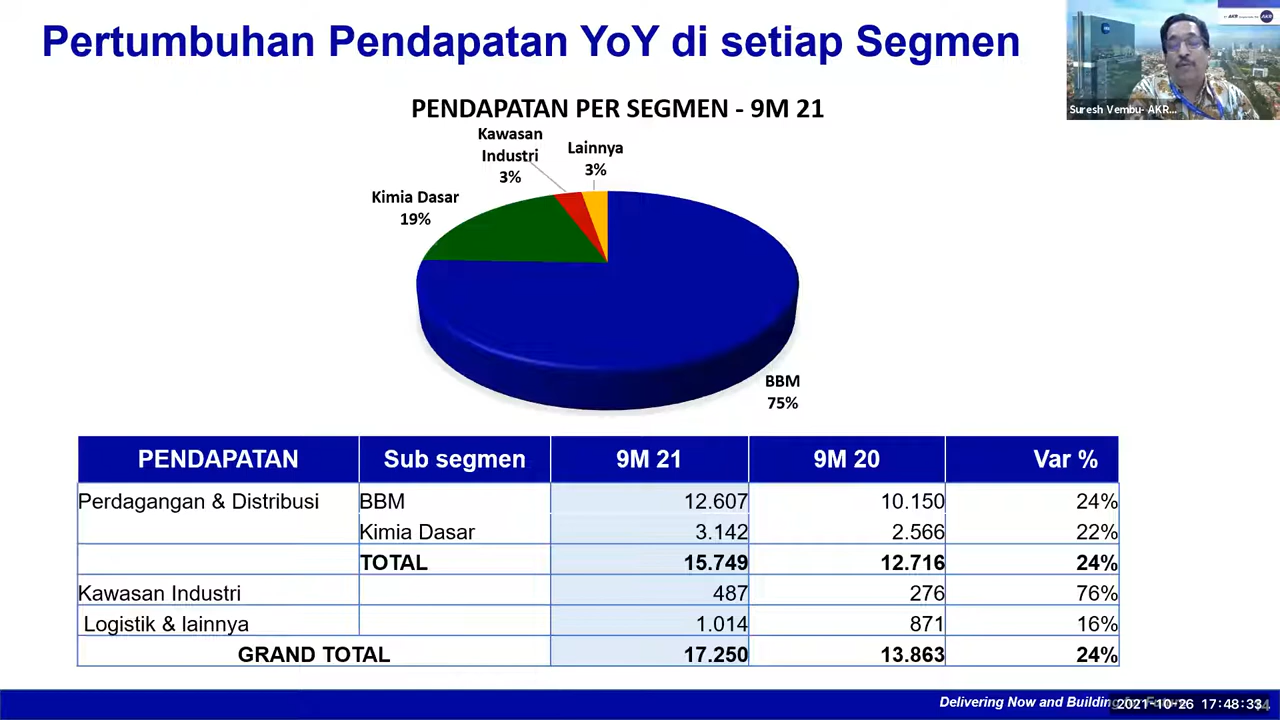 Pertumbuhan Pendapatan YoY di setiap Segmen
AKR
Suresh Vembu- AKR...
PENDAPATAN PER SEGMEN - 9M 21
Kawasan
Industri
3%
Lainnya
3%
Kimia Dasar
19%
BBM
75%
PENDAPATAN Sub segmen 9M 21 9M 20 Var %
Perdagangan & Distribusi BBM 12.607 10.150 24%
Kimia Dasar 3.142 2.566 22%
TOTAL 15.749 12.716 24%
Kawasan Industri 487 276 76%
Logistik & lainnya 1.014 871 16%
GRAND TOTAL 17.250 13.863 24%
Delivering Now and Building
2021-10-26 17:48:33